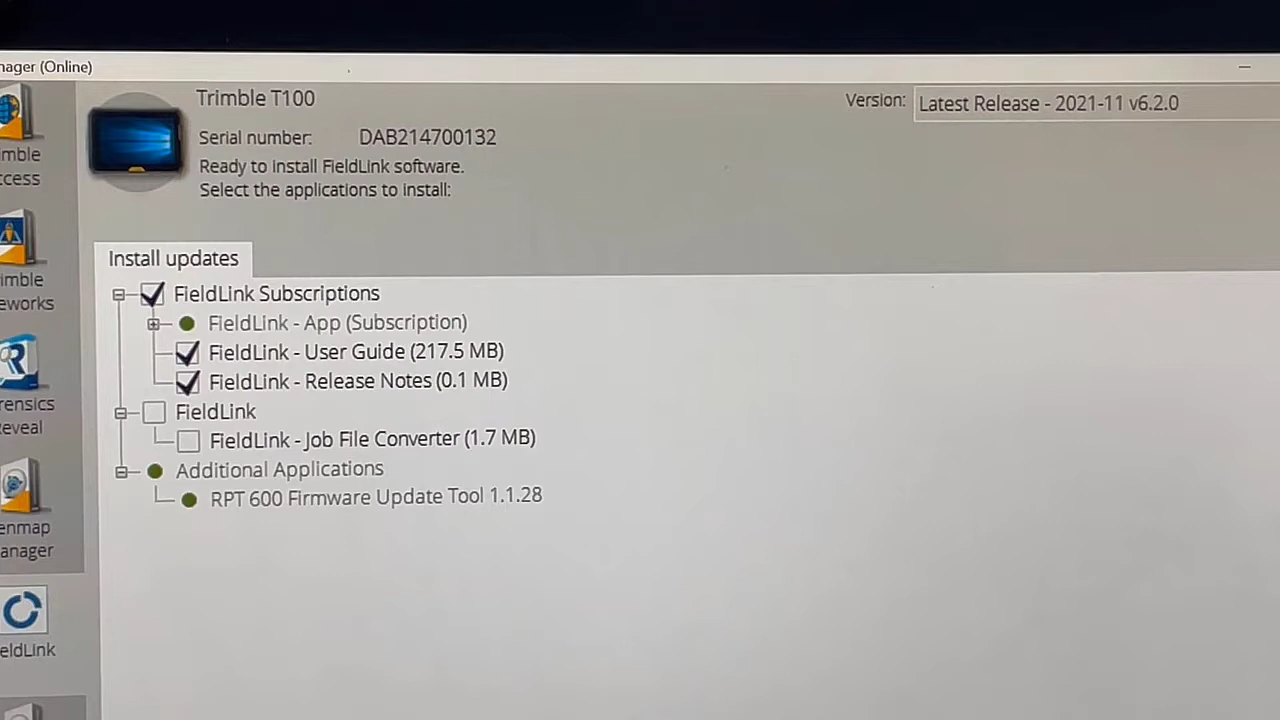 nager (Online)
Trimble T100
Version: Latest Release - 2021-11 v6.2.0
Serial number: DAB214700132
Ready to install FieldLink software.
Select the applications to install:
Install updates
FieldLink Subscriptions
FieldLink - App (Subscription)
FieldLink - User Guide (217.5 MB)
FieldLink - Release Notes (0.1 MB)
FieldLink
FieldLink - Job File Converter (1.7 MB)
Additional Applications
RPT 600 Firmware Update Tool 1.1.28
imble
ccess
imble
eworks
R
rensics
eveal
enmap
anager
eldLink